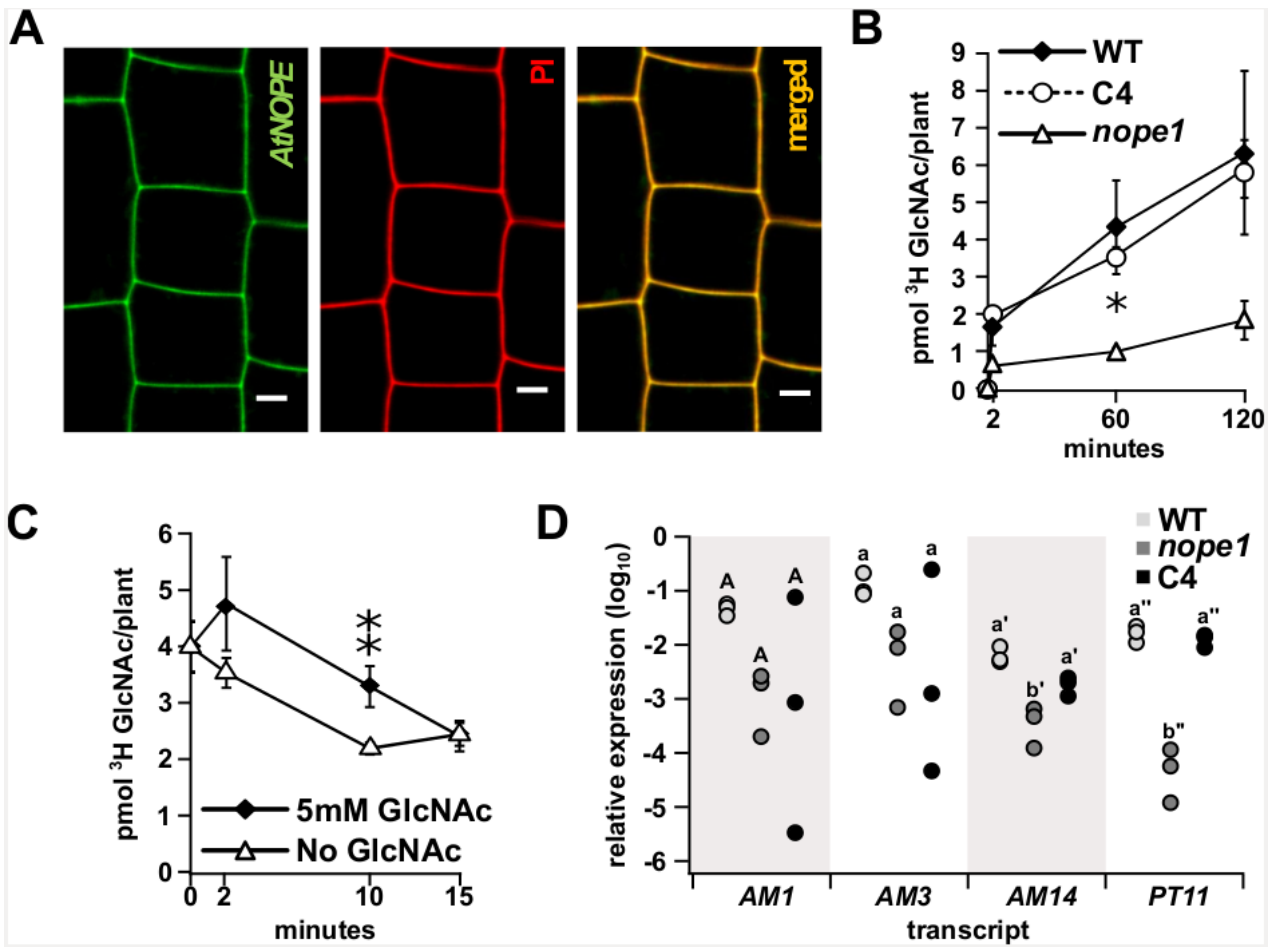 A
AtNOPE
PI
merged
B
9
8
7
6
5
4
3
2
1
0
pmol ³H GlcNAc/plant
WT
C4
nope1
*
2 60 120
minutes
C
6
5
4
3
2
1
0
pmol ³H GlcNAc/plant
*
*
5mM GlcNAc
No GlcNAc
0 2 10 15
minutes
D
WT
nope1
C4
0
-1
-2
-3
-4
-5
-6
relative expression (log₁₀)
A A A
a a a
a' b' a'
a" b" a"
AM1 AM3 AM14 PT11
transcript